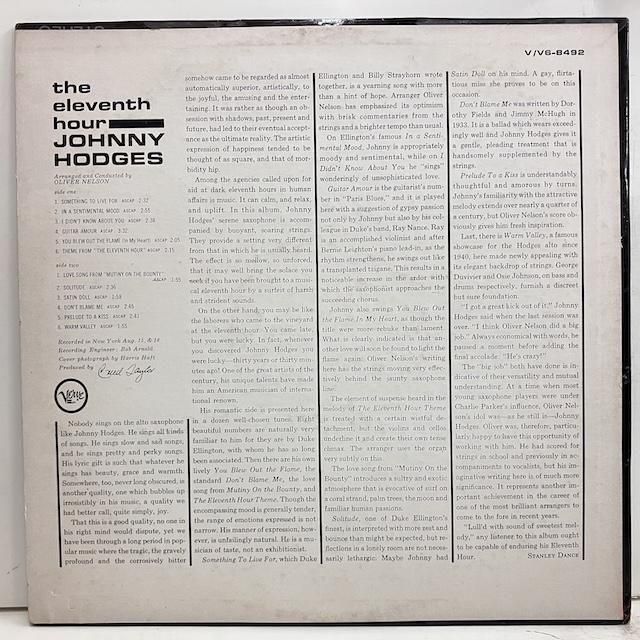 V/V6-8492
the
eleventh
hour
JOHNNY
HODGES
Arranged and Conducted by
OLIVER NELSON
side one
1. SOMETHING TO LIVE FOR ASCAP 2:32
2. IN A SENTIMENTAL MOOD ASCAP 2:55
3. I DIDN'T KNOW ABOUT YOU ASCAP 2:38
4. GUITAR AMOUR ASCAP 3:32
5. YOU BLEW OUT THE FLAME (In My Heart) ASCAP 2:05
6. THEME FROM "THE ELEVENTH HOUR" ASCAP 2:15
side two
1. LOVE SONG FROM "MUTINY ON THE BOUNTY"
ASCAP 1:55
2. SOLITUDE ASCAP 2:36
3. SATIN DOLL ASCAP 2:58
4. DON'T BLAME ME ASCAP 2:45
5. PRELUDE TO A KISS ASCAP 2:41
6. WARM VALLEY ASCAP 1:55
Recorded in New York Aug.
Recording Engineer: Bob Arnold
Cover photograph by
Produced by Creed Taylor
Verve
Nobody sings on the alto saxophone
like Johnny Hodges. He sings all kinds
of songs. He sings slow and sad songs,
and he sings pretty and perky songs.
His lyric gift is such that whatever he
sings has beauty, grace and warmth.
Somewhere, too, never long obscured, is
another quality, one which bubbles up
irresistibly in his music, a quality we
had better call, quite simply, joy.
That this is a good quality, no one in
his right mind would dispute, yet we
have been through a long period in pop-
ular music where the tragic, the gravely
profound and the corrosively bitter
somehow came to be regarded as almost
automatically superior, artistically, to
the joyful, the amusing and the enter-
taining. It was rather as though an ob-
session with shadows, past, present and
future, had led to their eventual accept-
ance as the ultimate reality. The artistic
expression of happiness tended to be
thought of as square, and that of mor-
bidity hip.
Among the agencies called upon for
aid at dark eleventh hours in human
affairs is music. It can calm, and relax,
and uplift. In this album, Johnny
Hodges' serene saxophone is accom-
panied by buoyant, soaring strings.
They provide a setting very different
from that in which he is usually heard.
The effect is so mellow, so unforced,
that it may well bring the solace you
seek if you have been brought to a musi-
cal eleventh hour by a surfeit of harsh
and strident sounds.
On the other hand, you may be like
the laborers who came to the vineyard
at the eleventh hour. You came late,
but you were lucky. In fact, whenever
you discovered Johnny Hodges you
were lucky—thirty years or thirty min-
utes ago! One of the great artists of the
century, his unique talents have made
him an American musician of interna-
tional renown.
His romantic side is presented here
in a dozen well-chosen tunes. Eight
beautiful numbers are naturally very
familiar to him for they are by Duke
Ellington, with whom he has so long
been associated. Then there are his own
lively You Blew Out the Flame, the
standard Don't Blame Me, the love
song from Mutiny On the Bounty, and
The Eleventh Hour Theme. Though the
encompassing mood is generally tender,
the range of emotions expressed is not
narrow. His manner of expression, how-
ever, is unfailingly natural. He is a mu-
sician of taste, not an exhibitionist.
Something To Live For, which Duke
Ellington and Billy Strayhorn wrote
together, is a yearning song with more
than a hint of hope. Arranger Oliver
Nelson has emphasized its optimism
with brisk commentaries from the
strings and a brighter tempo than usual.
On Ellington's famous In a Senti-
mental Mood, Johnny is appropriately
moody and sentimental, while on I
Didn't Know About You he "sings"
wonderingly of unsophisticated love.
Guitar Amour is the guitarist's num-
ber in "Paris Blues," and it is played
here with a suggestion of gypsy passion
not only by Johnny but also by his col-
league in Duke's band, Ray Nance. Ray
is an accomplished violinist and after
Bernie Leighton's piano lead-in, as the
rhythm strengthens, he swings out like
a transplanted tzigane. This results in a
noticeable increase in the ardor with
which the saxophonist approaches the
succeeding chorus.
Johnny also swings You Blew Out
the Flame In My Heart, as though the
title were more rebuke than lament.
What is clearly indicated is that an-
other love will soon be found to light the
flame again. Oliver Nelson's writing
here has the strings moving very effec-
tively behind the jaunty saxophone
line.
The element of suspense heard in the
melody of The Eleventh Hour Theme
is treated with a certain wistful de-
tachment, but the violins and cellos
underline it and create their own tense
climax. The arranger uses the organ
very subtly on this.
The love song from "Mutiny On the
Bounty" introduces a sultry and exotic
atmosphere that is evocative of surf on
a coral strand, palm trees, the moon and
familiar human passions.
Solitude, one of Duke Ellington's
finest, is interpreted with more zest and
bounce than might be expected, but re-
flections in a lonely room are not neces-
sarily lethargic. Maybe Johnny had
Satin Doll on his mind. A gay, flirta-
tious miss she proves to be on this
occasion.
Don't Blame Me was written by Dor-
othy Fields and Jimmy McHugh in
1933. It is a ballad which wears exceed-
ingly well and Johnny Hodges gives it
a gentle, pleading treatment that is
handsomely supplemented by the
strings.
Prelude To a Kiss is understandably
thoughtful and amorous by turns.
Johnny's familiarity with the attractive
melody extends over nearly a quarter of
a century, but Oliver Nelson's score ob-
viously gives him fresh inspiration.
Last, there is Warm Valley, a famous
showcase for the Hodges alto since
1940, here made newly appealing with
its elegant backdrop of strings. George
Duvivier and Osie Johnson, on bass and
drums respectively, furnish a discreet
but sure foundation.
"I got a great kick out of it," Johnny
Hodges said when the last session was
over. "I think Oliver Nelson did a big
job." Always economical with words, he
paused a moment before adding the
final accolade. "He's crazy!"
The "big job" both have done is in-
dicative of their versatility and mutual
understanding. At a time when most
young saxophone players were under
Charlie Parker's influence, Oliver Nel-
son's idol was—as he still is—Johnny
Hodges. Oliver was, therefore, particu-
larly happy to have this opportunity of
working with him. He had scored for
strings in school and previously in ac-
companiments to vocalists, but his im-
aginative writing here is of much more
significance. It represents another im-
portant achievement in the career of
one of the most brilliant arrangers to
come to the fore in recent years.
"Lull'd with sound of sweetest mel-
ody," any listener to this album ought
to be capable of enduring his Eleventh
Hour. STANLEY DANCE